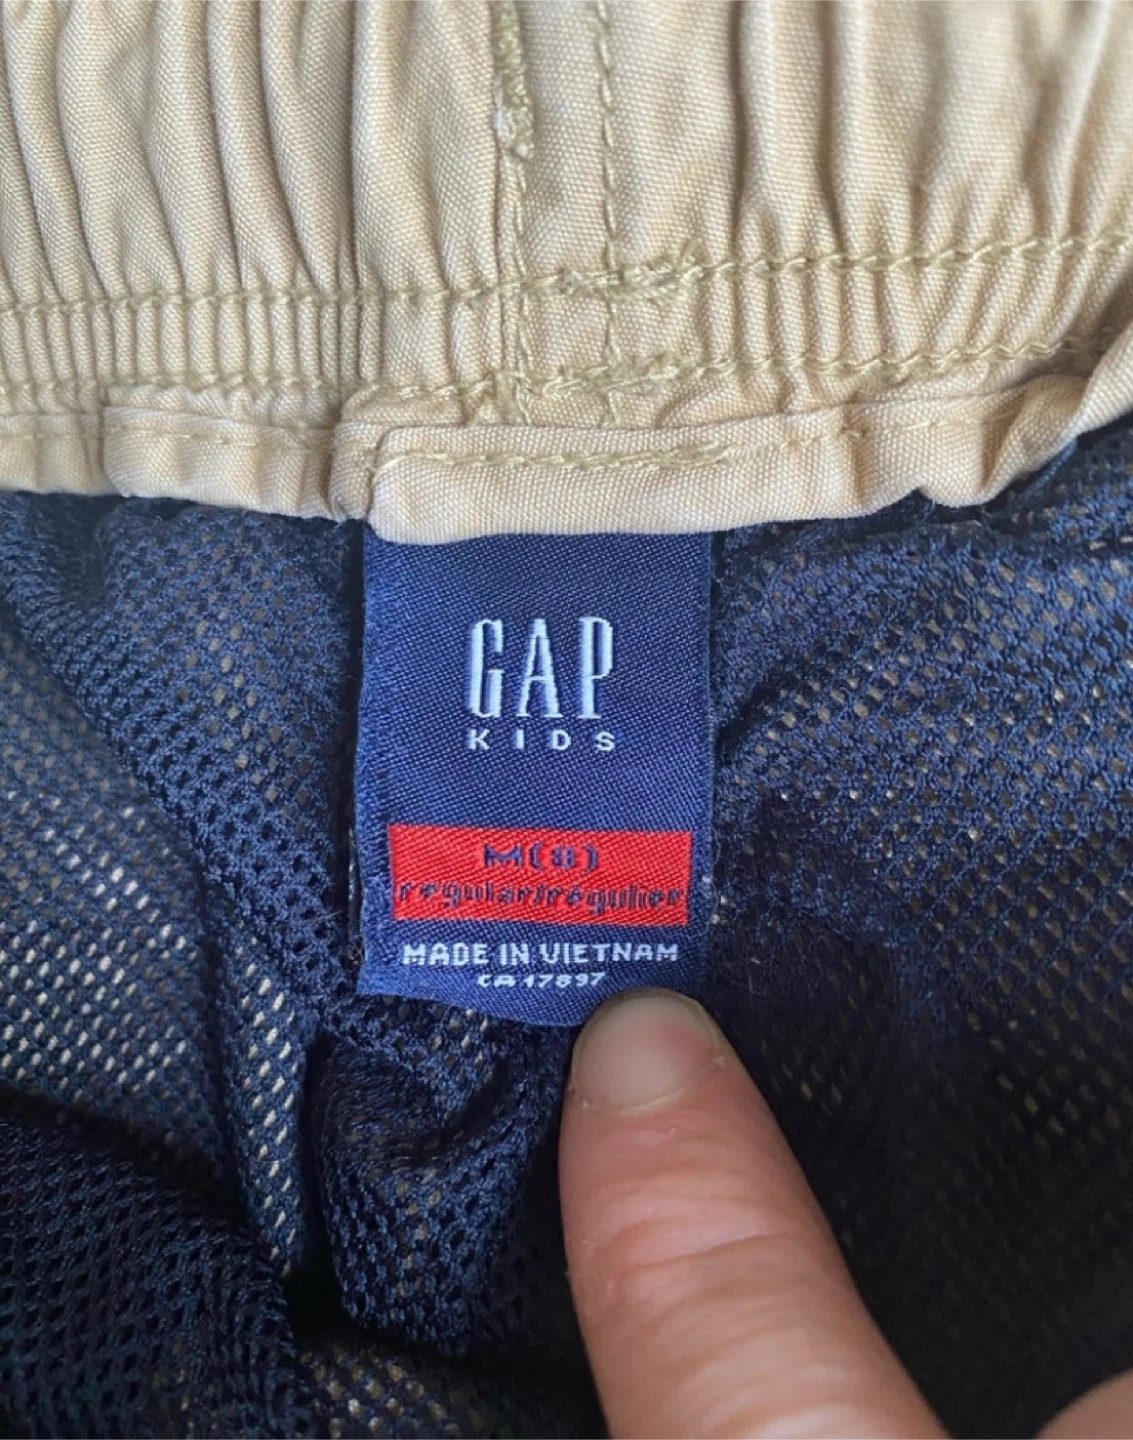 GAP
KIDS
M(8)
regular/régulier
MADE IN VIETNAM
CA 17897